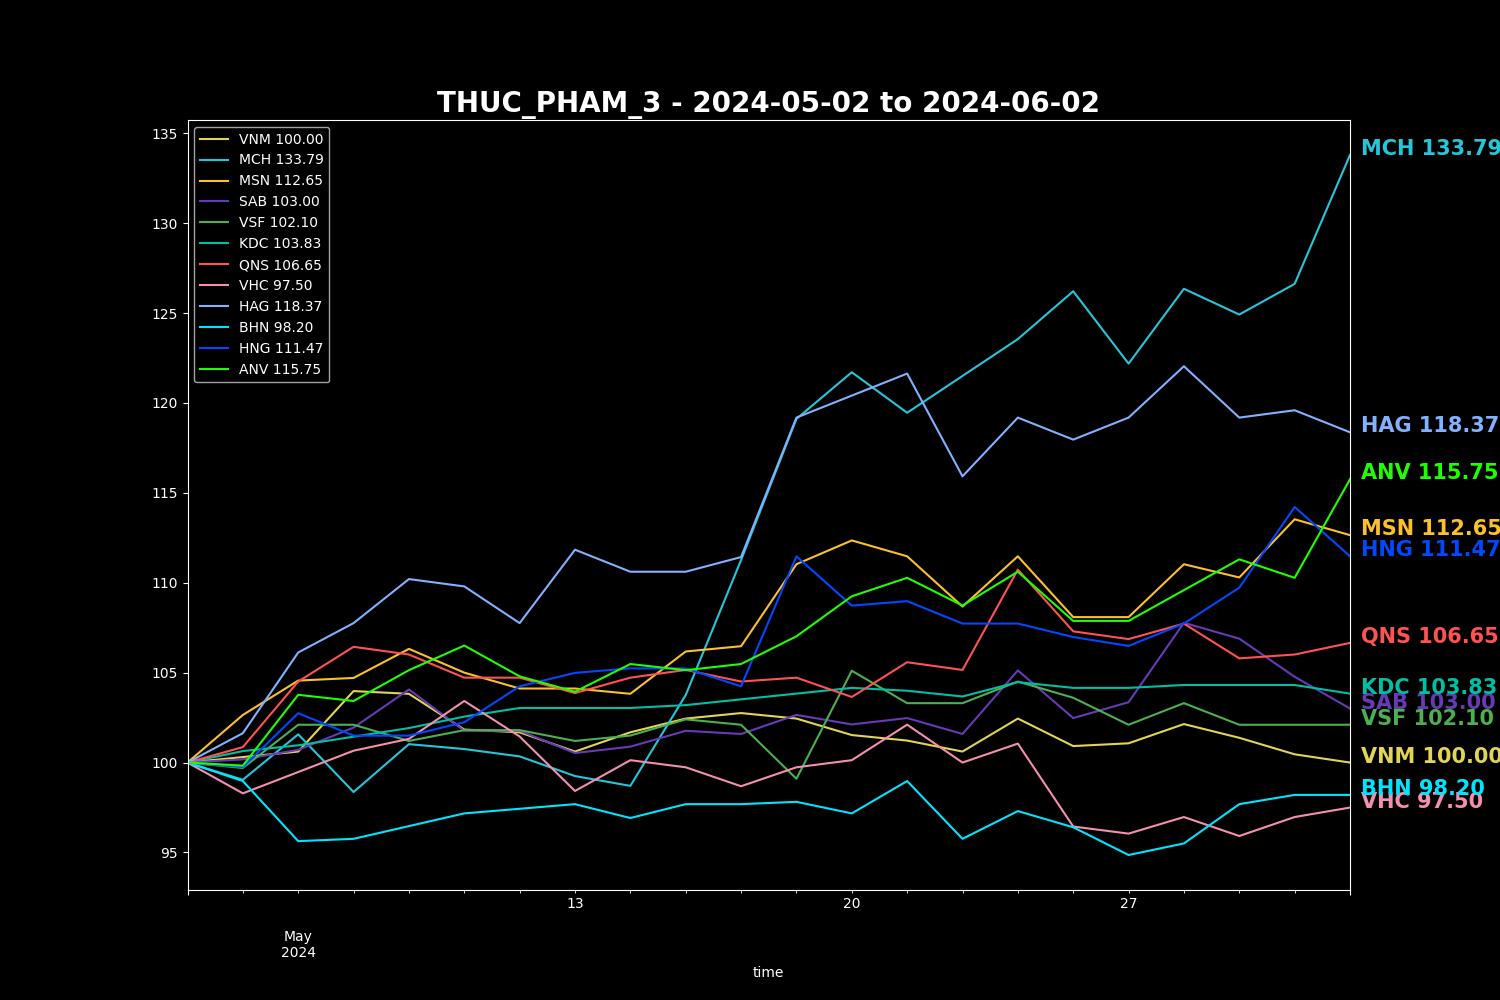 THUC_PHAM_3 - 2024-05-02 to 2024-06-02
135
130
125
120
115
110
105
100
95
VNM 100.00
MCH 133.79
MSN 112.65
SAB 103.00
VSF 102.10
KDC 103.83
QNS 106.65
VHC 97.50
HAG 118.37
BHN 98.20
HNG 111.47
ANV 115.75
MCH 133.79
HAG 118.37
ANV 115.75
MSN 112.65
HNG 111.47
QNS 106.65
KDC 103.83
SAB 103.00
VSF 102.10
VNM 100.00
BHN 98.20
VHC 97.50
13
20
27
May
2024
time